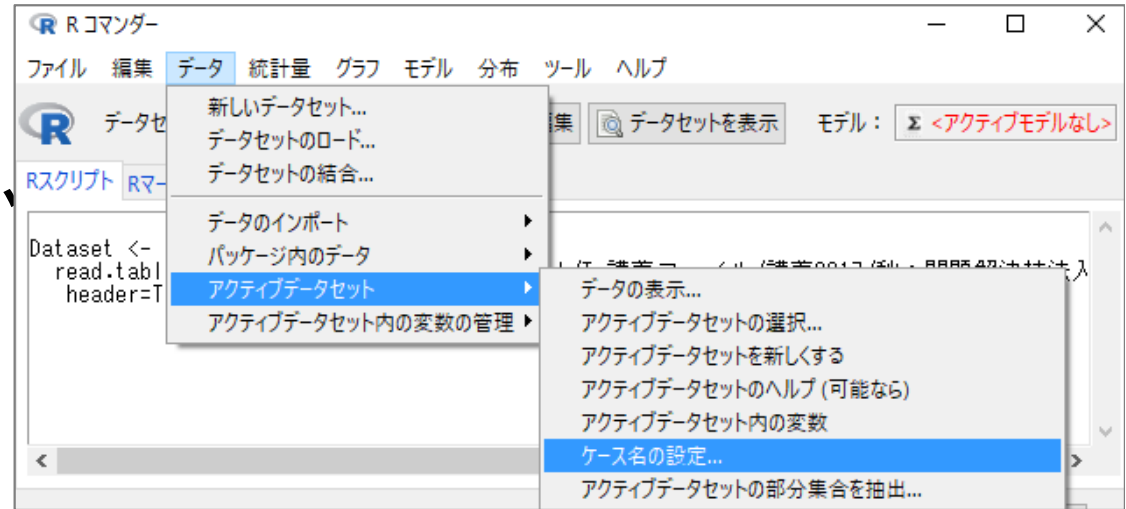 R コマンダー
ファイル 編集 データ 統計量 グラフ モデル 分布 ツール ヘルプ
データセ
集 データセットを表示 モデル： Σ <アクティブモデルなし>
Rスクリプト Rマー
新しいデータセット...
データセットのロード...
データセットの結合...
データのインポート
パッケージ内のデータ
アクティブデータセット
アクティブデータセット内の変数の管理
Dataset <-
read.tabl
header=T
データの表示...
アクティブデータセットの選択...
アクティブデータセットを新しくする
アクティブデータセットのヘルプ (可能なら)
アクティブデータセット内の変数
ケース名の設定...
アクティブデータセットの部分集合を抽出...